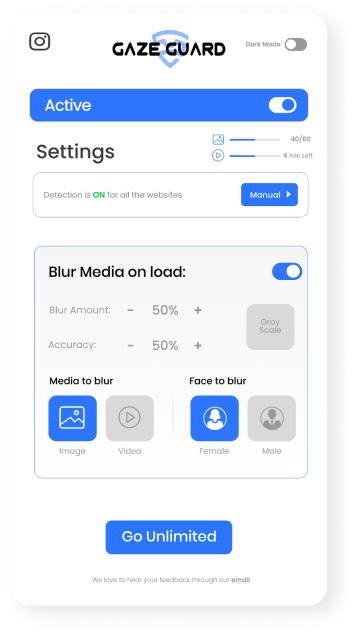 GAZE GUARD
Dark Mode
Active
Settings
40/60
4 min Left
Detection is ON for all the websites
Manual
Blur Media on load:
Blur Amount: - 50% +
Gray
Scale
Accuracy: - 50% +
Media to blur
Face to blur
Image
Video
Female
Male
Go Unlimited
We love to hear your feedback through our email